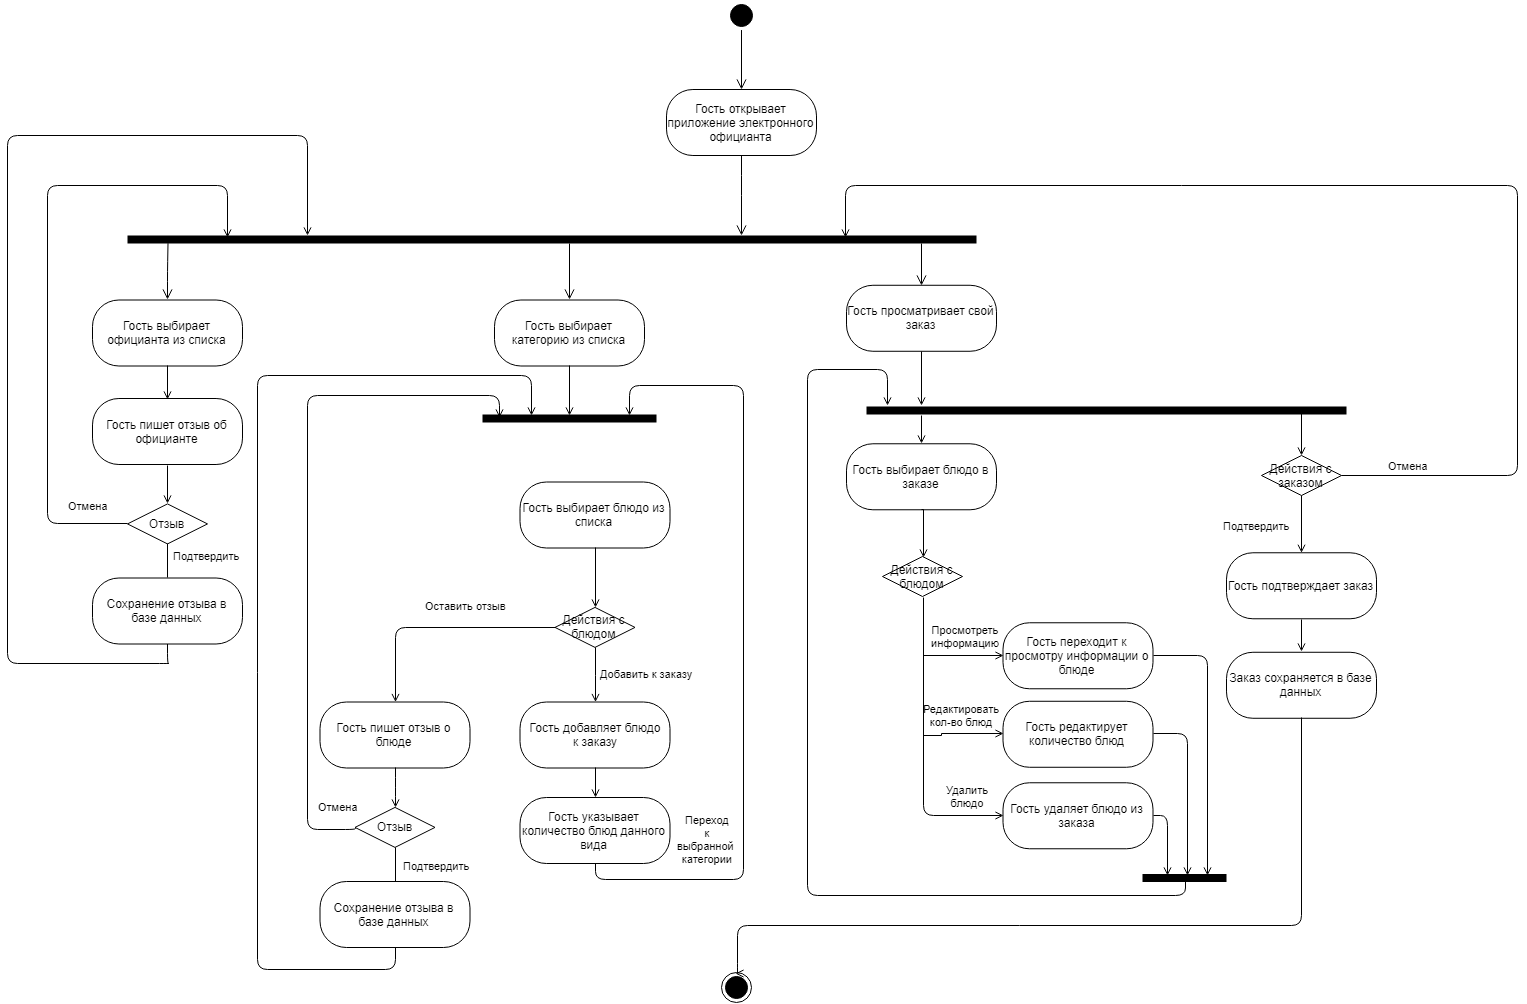 Гость открывает
приложение электронного
официанта
Гость выбирает
официанта из списка
Гость пишет отзыв об
официанте
Отмена
Отзыв
Подтвердить
Сохранение отзыва в
базе данных
Гость выбирает
категорию из списка
Гость выбирает блюдо из
списка
Оставить отзыв
Действия с
блюдом
Добавить к заказу
Гость пишет отзыв о
блюде
Отмена
Отзыв
Подтвердить
Сохранение отзыва в
базе данных
Гость добавляет блюдо
к заказу
Гость указывает
количество блюд данного
вида
Переход
к
выбранной
категории
Гость просматривает свой
заказ
Гость выбирает блюдо в
заказе
Действия с
блюдом
Просмотреть
информацию
Гость переходит к
просмотру информации о
блюде
Редактировать
кол-во блюд
Гость редактирует
количество блюд
Удалить
блюдо
Гость удаляет блюдо из
заказа
Действия с
заказом
Отмена
Подтвердить
Гость подтверждает заказ
Заказ сохраняется в базе
данных